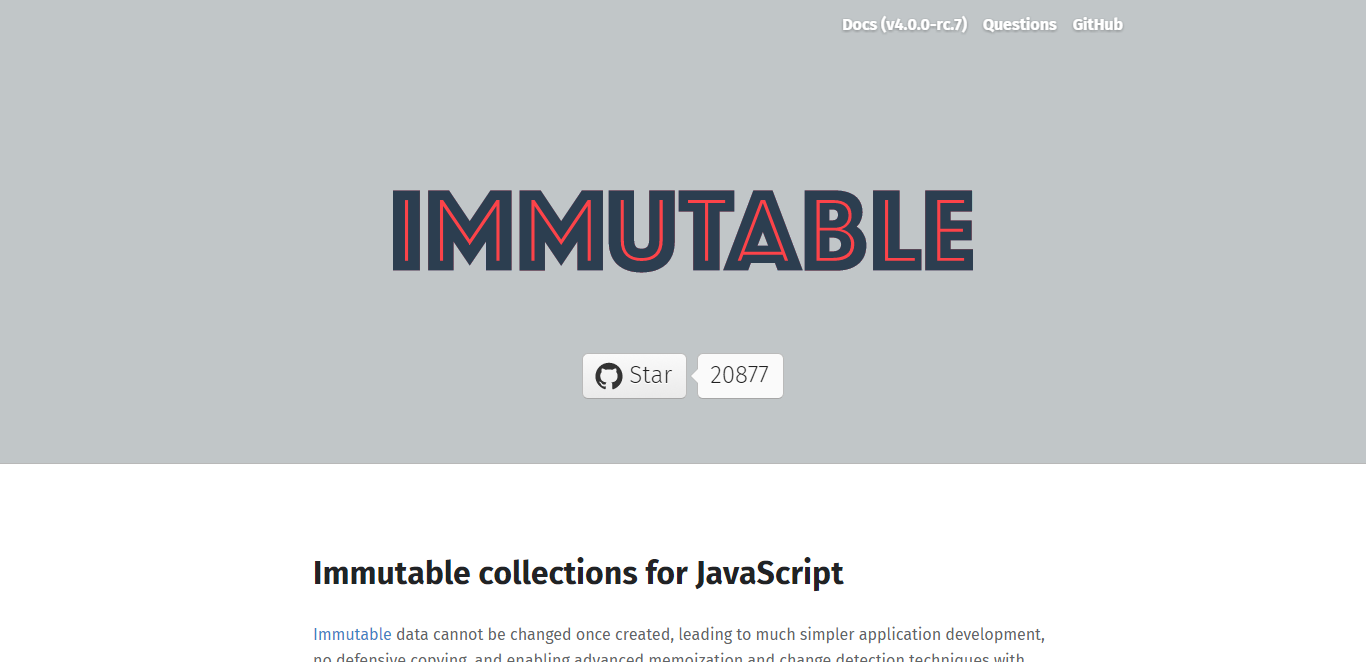 Docs (v4.0.0-rc.7) Questions GitHub
IMMUTABLE
Star 20877
Immutable collections for JavaScript
Immutable data cannot be changed once created, leading to much simpler application development,
no defensive copying, and enabling advanced memoization and change detection techniques with